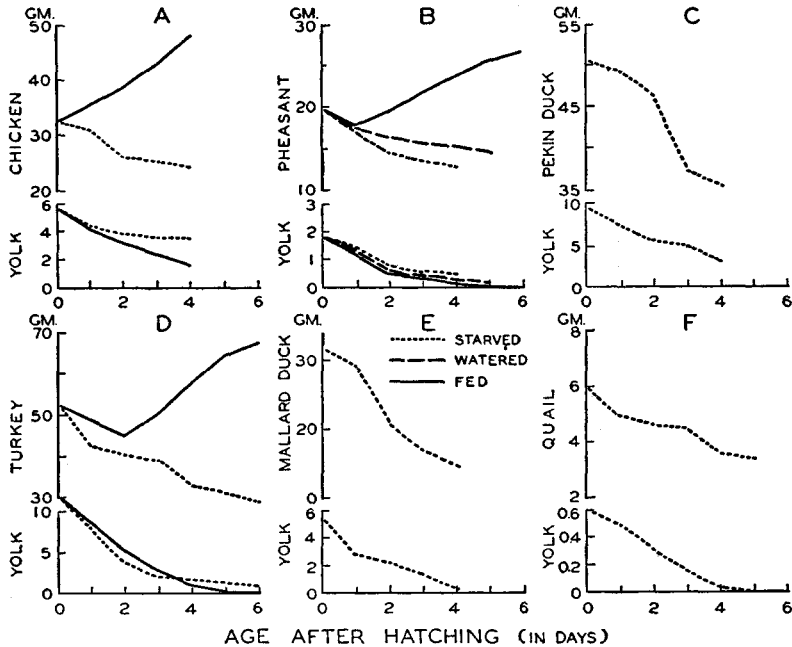 GM. A GM. B GM. C
50
40
30
20
CHICKEN
6
4
2
0
YOLK
0 2 4 6
30
20
10
PHEASANT
3
2
1
0
YOLK
0 2 4 6
55
45
35
PEKIN DUCK
10
5
0
YOLK
0 2 4 6
GM. D GM. E GM. F
70
50
30
TURKEY
10
5
0
YOLK
0 2 4 6
STARVED
WATERED
FED
30
20
0
MALLARD DUCK
6
4
2
0
YOLK
0 2 4 6
8
6
4
2
QUAIL
0.6
0.4
0.2
0
YOLK
0 2 4 6
AGE AFTER HATCHING (IN DAYS)